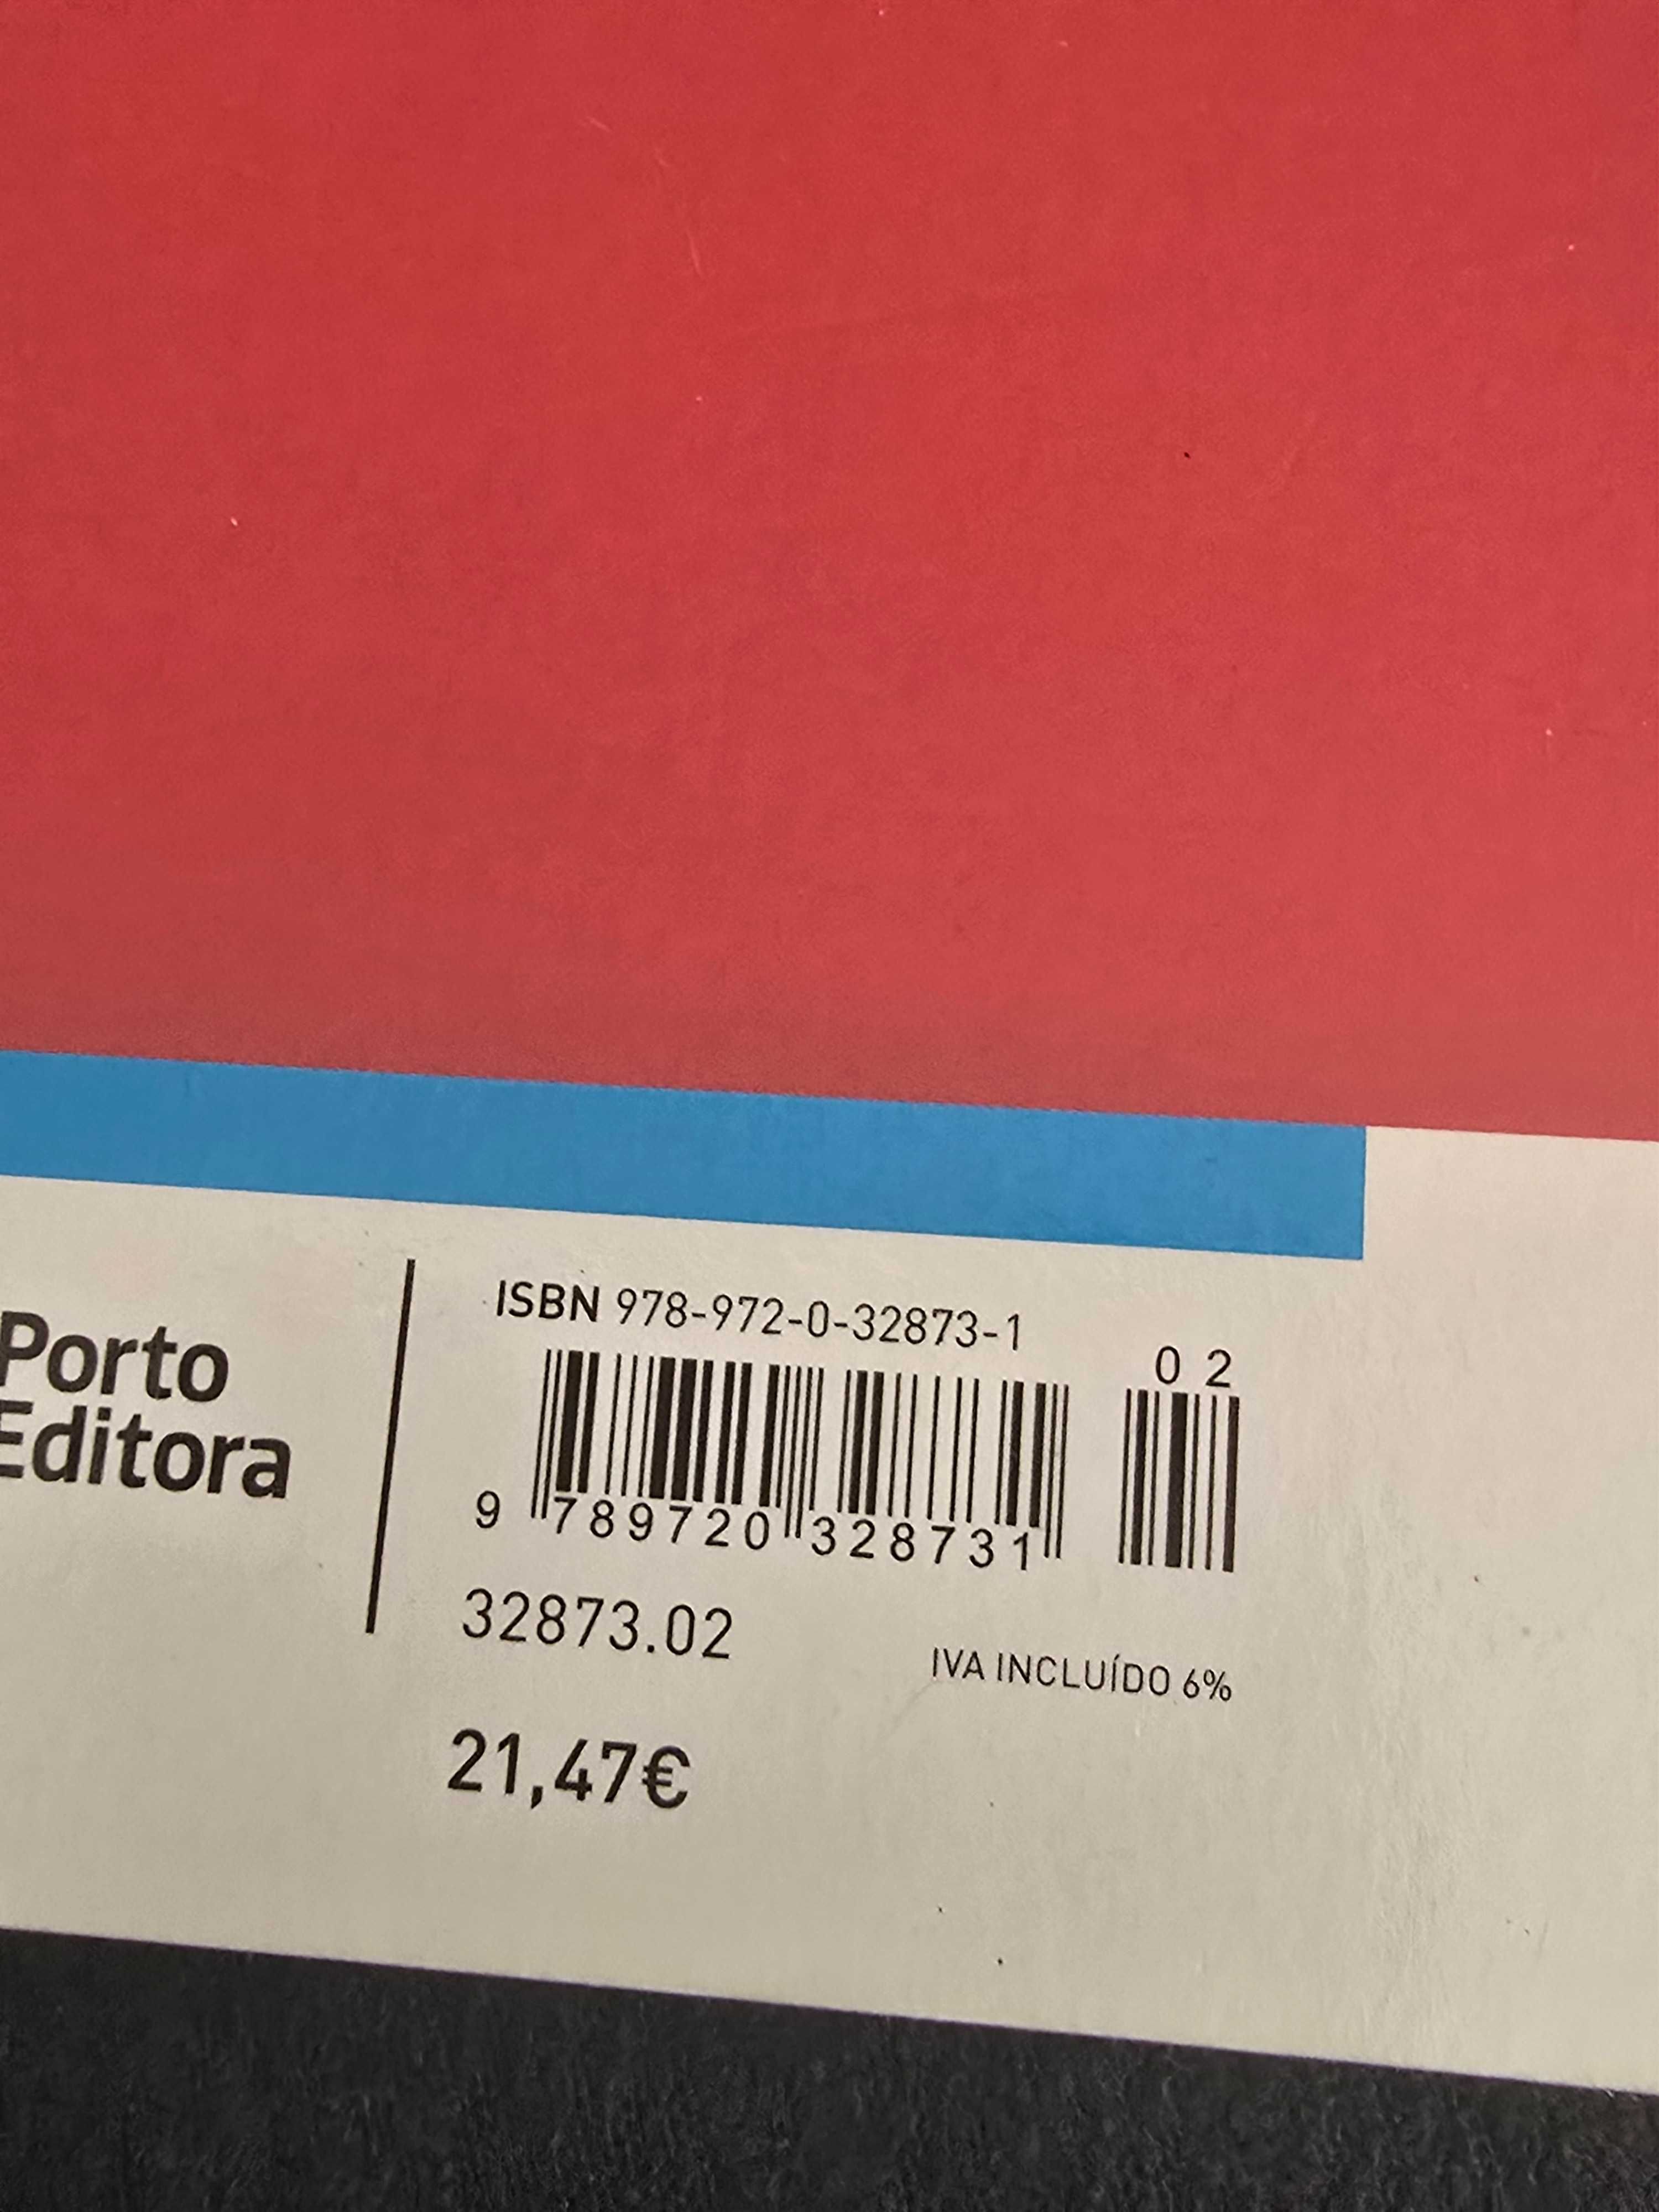 Porto
Editora
ISBN 978-972-0-32873-1
0 2
9 789720 328731
32873.02
IVA INCLUÍDO 6%
21,47€